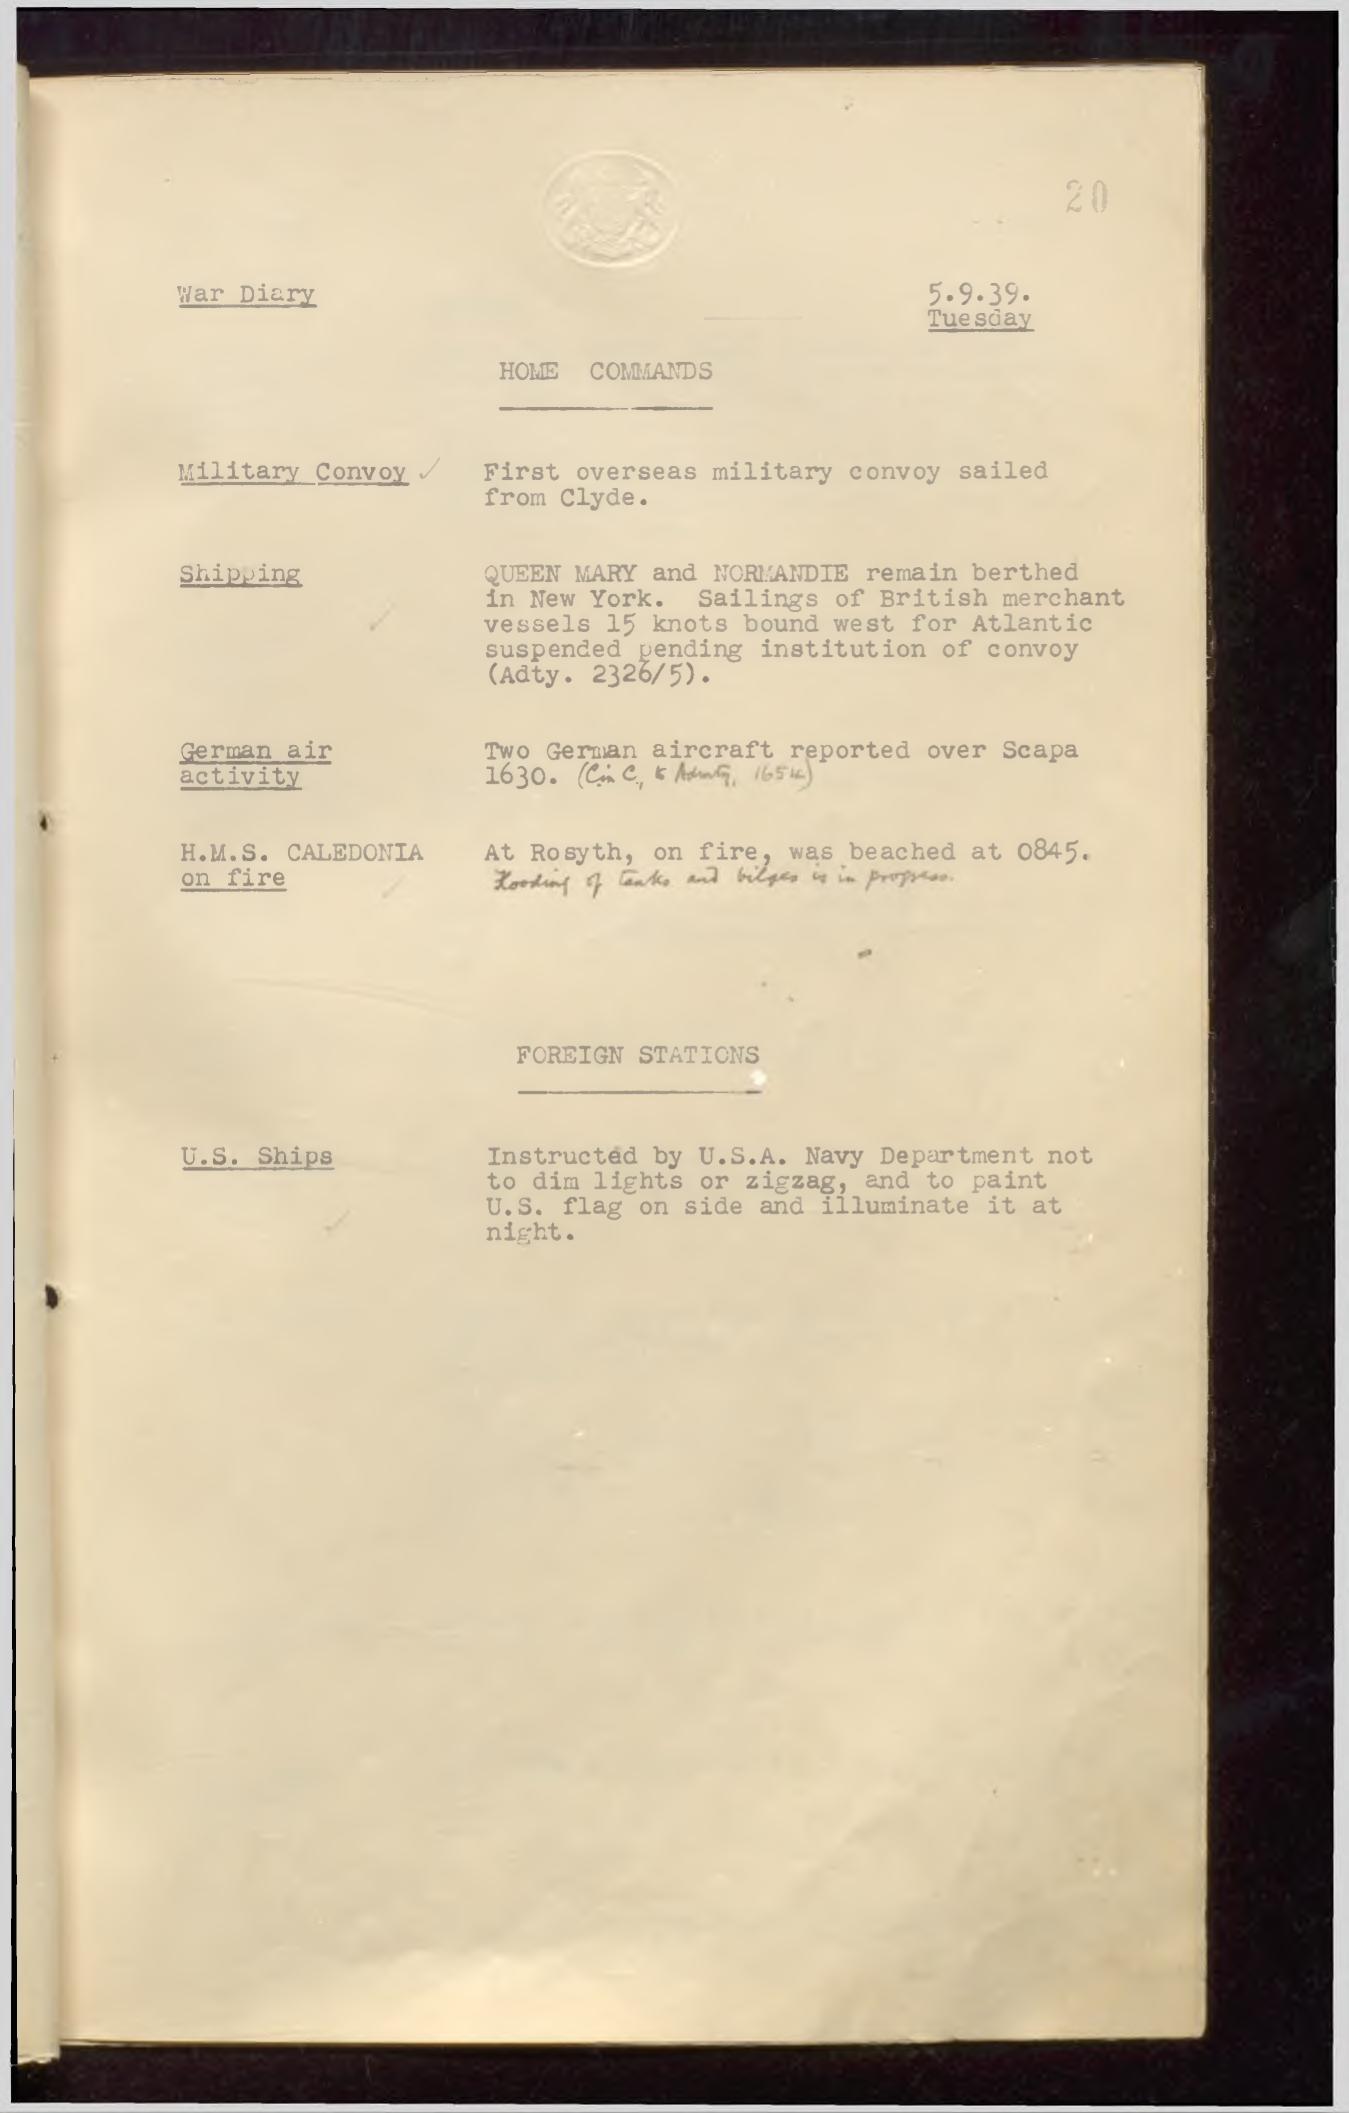 20
War Diary
5.9.39.
Tuesday
HOME COMMANDS
Military Convoy ✓ First overseas military convoy sailed
from Clyde.
Shipping QUEEN MARY and NORMANDIE remain berthed
in New York. Sailings of British merchant
vessels 15 knots bound west for Atlantic
suspended pending institution of convoy
(Adty. 2326/5).
German air Two German aircraft reported over Scapa
activity 1630. (C in C, to Admty, 1654)
H.M.S. CALEDONIA At Rosyth, on fire, was beached at 0845.
on fire Flooding of tanks and bilges is in progress.
FOREIGN STATIONS
U.S. Ships Instructed by U.S.A. Navy Department not
to dim lights or zigzag, and to paint
U.S. flag on side and illuminate it at
night.